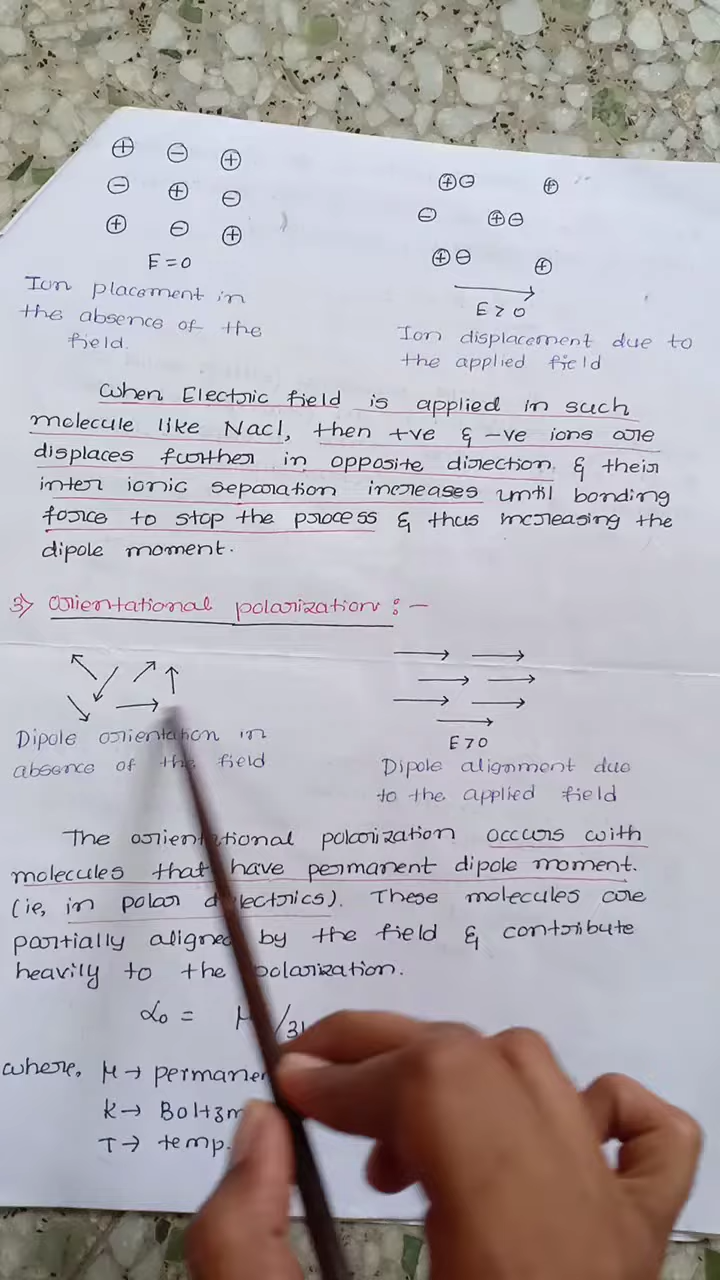 ⊕ ⊖ ⊕
⊖ ⊕ ⊖
⊕ ⊖ ⊕
E=0
Ion placement in
the absence of the
field.
⊕⊖ ⊕
⊖ ⊕⊖
⊕⊖ ⊕
E>0
Ion displacement due to
the applied field
When Electric field is applied in such
molecule like Nacl, then +ve & -ve ions are
displaces further in opposite direction & their
inter ionic separation increases until bonding
force to stop the process & thus increasing the
dipole moment.
3) Orientational polarization :-
Dipole orientation in
absence of the field
E>0
Dipole alignment due
to the applied field
The orientational polarization occurs with
molecules that have permanent dipole moment.
(ie, in polar). These molecules are
partially aligned by the field & contribute
heavily to the polarization.
α₀ = μ /3
where, μ →
K →
T → temp.